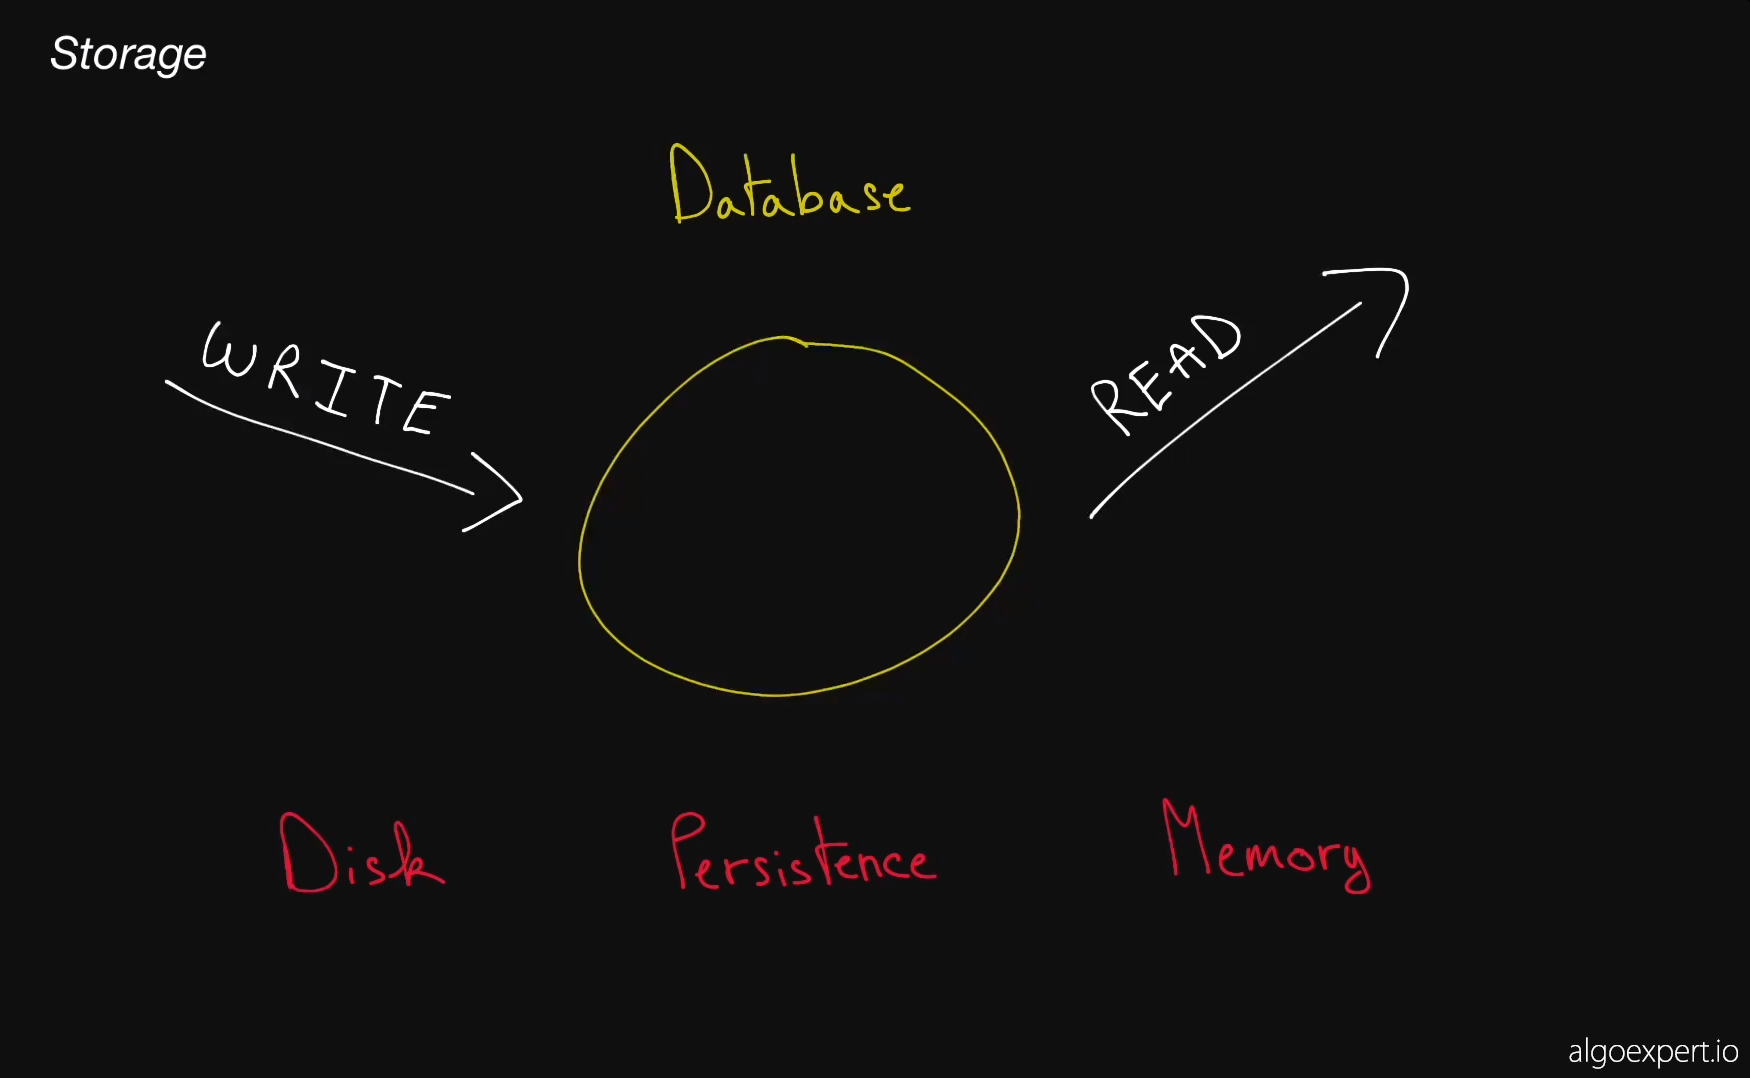 Storage
Database
WRITE
READ
Disk Persistence Memory
algoexpert.io